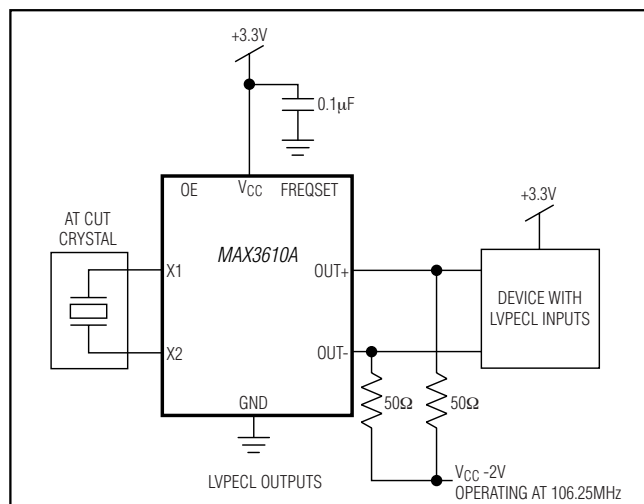 +3.3V
0.1μF
OE
VCC
FREQSET
+3.3V
AT CUT
CRYSTAL
MAX3610A
X1
OUT+
DEVICE WITH
LVPECL INPUTS
X2
OUT-
GND
50Ω
50Ω
LVPECL OUTPUTS
VCC -2V
OPERATING AT 106.25MHz